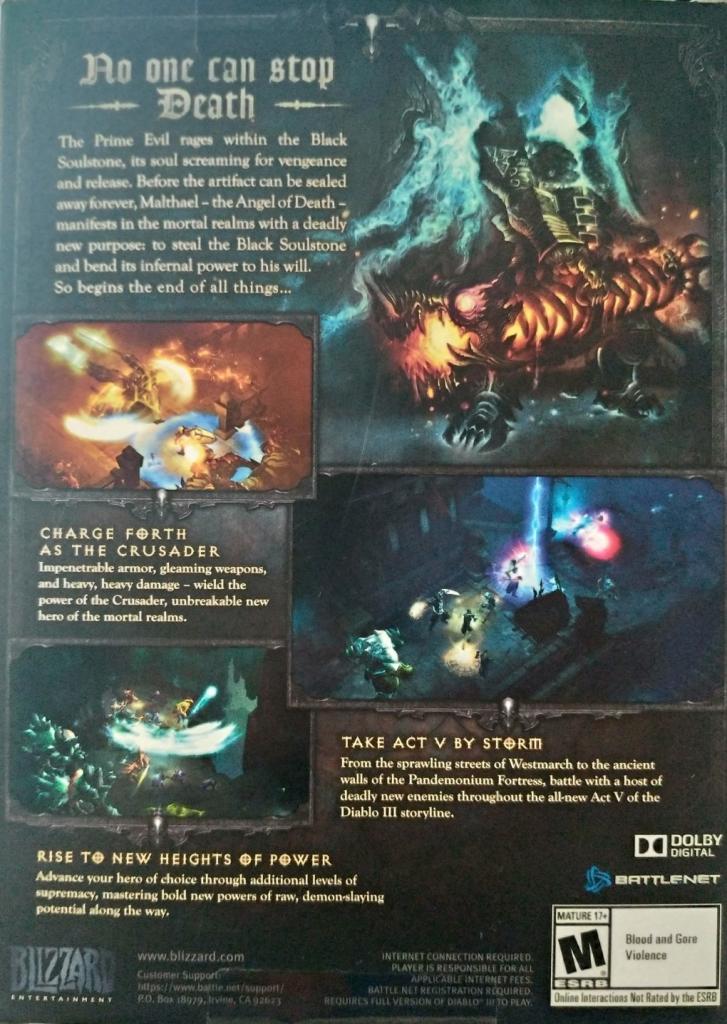 No one can stop
Death
The Prime Evil rages within the Black
Soulstone, its soul screaming for vengeance
and release. Before the artifact can be sealed
away forever, Malthael – the Angel of Death –
manifests in the mortal realms with a deadly
new purpose: to steal the Black Soulstone
and bend its infernal power to his will.
So begins the end of all things...
CHARGE FORTH
AS THE CRUSADER
Impenetrable armor, gleaming weapons,
and heavy, heavy damage – wield the
power of the Crusader, unbreakable new
hero of the mortal realms.
TAKE ACT V BY STORM
From the sprawling streets of Westmarch to the ancient
walls of the Pandemonium Fortress, battle with a host of
deadly new enemies throughout the all-new Act V of the
Diablo III storyline.
RISE TO NEW HEIGHTS OF POWER
Advance your hero of choice through additional levels of
supremacy, mastering bold new powers of raw, demon-slaying
potential along the way.
DOLBY
DIGITAL
BATTLE.NET
MATURE 17+
M
ESRB
Blood and Gore
Violence
Online Interactions Not Rated by the ESRB
BLIZZARD
ENTERTAINMENT
www.blizzard.com
Customer Support:
https://www.battle.net/support/
P.O. Box 18979, Irvine, CA 92623
INTERNET CONNECTION REQUIRED.
PLAYER IS RESPONSIBLE FOR ALL
APPLICABLE INTERNET FEES.
BATTLE.NET REGISTRATION REQUIRED.
REQUIRES FULL VERSION OF DIABLO® III TO PLAY.